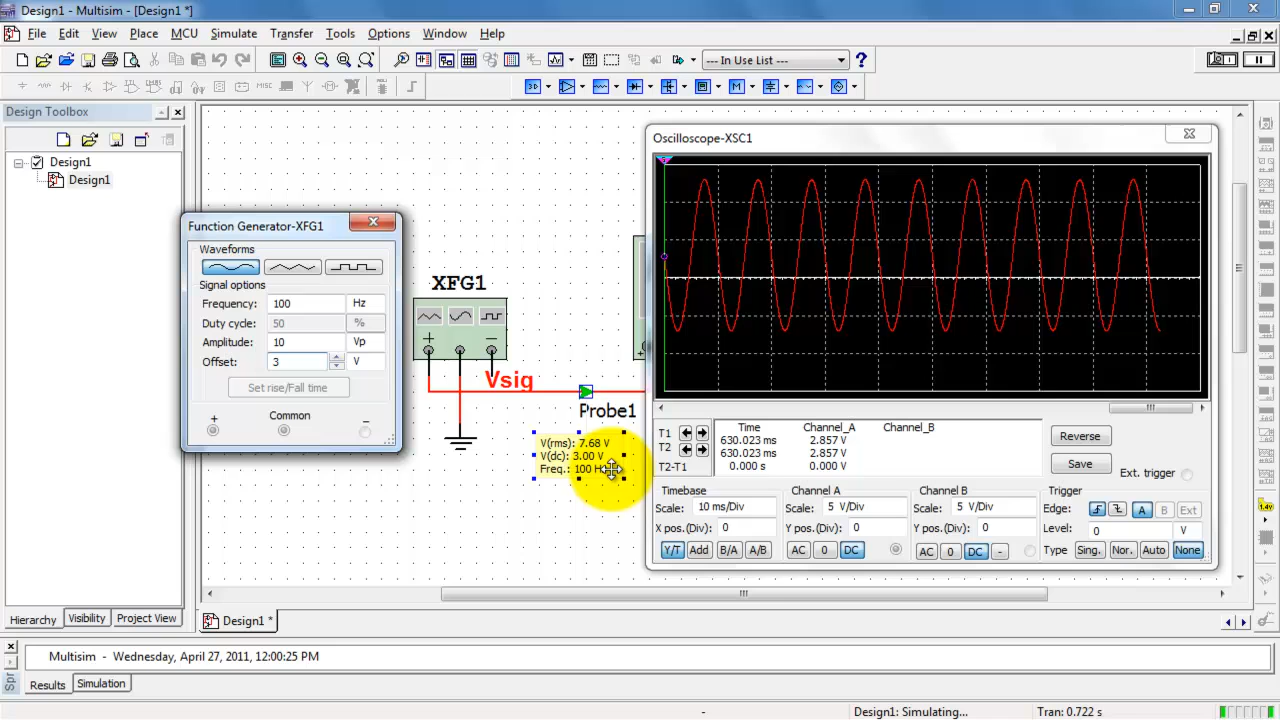 Design1 - Multisim - [Design1 *]
File Edit View Place MCU Simulate Transfer Tools Options Window Help
--- In Use List ---
Design Toolbox
Design1
Design1
Oscilloscope-XSC1
Function Generator-XFG1
Waveforms
Signal options
Frequency: 100 Hz
Duty cycle: 50 %
Amplitude: 10 Vp
Offset: 3 V
Set rise/Fall time
+ Common −
XFG1
+ −
Vsig
Probe1
V(rms): 7.68 V
V(dc): 3.00 V
Freq.: 100 H
Time Channel_A Channel_B
T1 630.023 ms 2.857 V
T2 630.023 ms 2.857 V
T2-T1 0.000 s 0.000 V
Reverse
Save
Ext. trigger
Timebase
Scale: 10 ms/Div
X pos.(Div): 0
Y/T Add B/A A/B
Channel A
Scale: 5 V/Div
Y pos.(Div): 0
AC 0 DC
Channel B
Scale: 5 V/Div
Y pos.(Div): 0
AC 0 DC -
Trigger
Edge: A B Ext
Level: 0 V
Type Sing. Nor. Auto None
Hierarchy Visibility Project View
Design1 *
Multisim - Wednesday, April 27, 2011, 12:00:25 PM
Spr
Results Simulation
- Design1: Simulating... Tran: 0.722 s